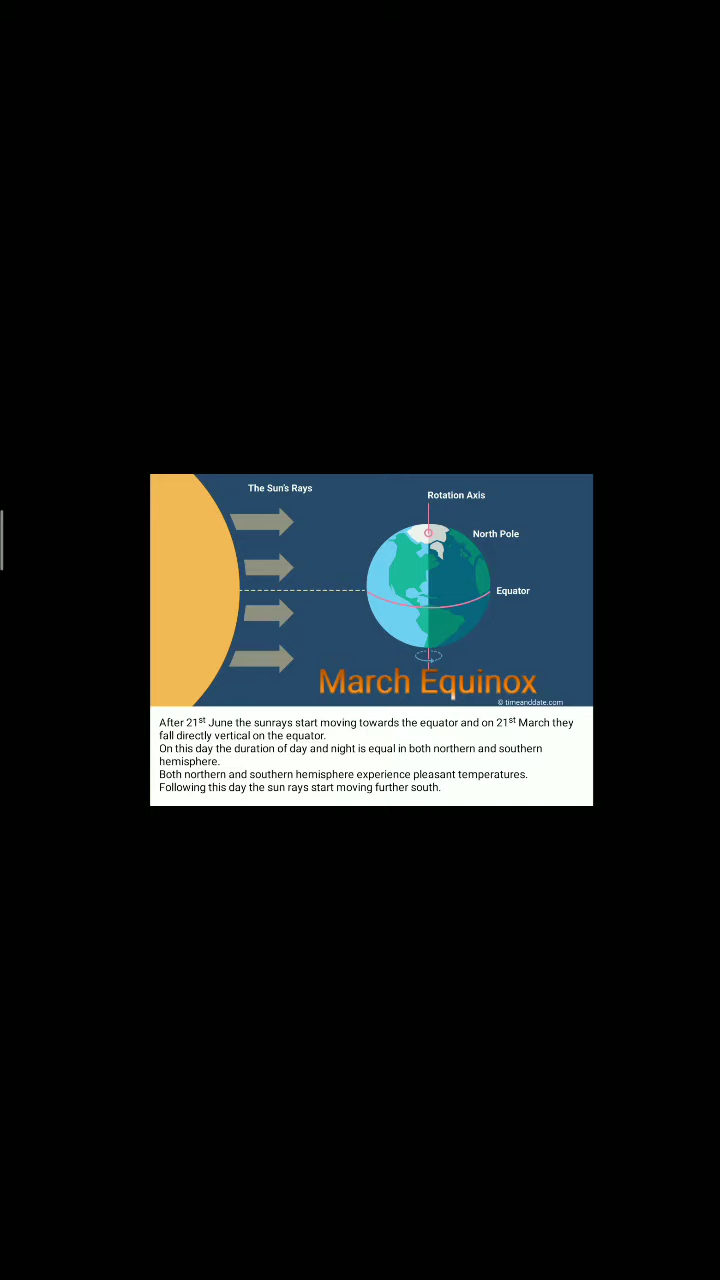 The Sun's Rays
Rotation Axis
North Pole
Equator
March Equinox
© timeanddate.com
After 21st June the sunrays start moving towards the equator and on 21st March they
fall directly vertical on the equator.
On this day the duration of day and night is equal in both northern and southern
hemisphere.
Both northern and southern hemisphere experience pleasant temperatures.
Following this day the sun rays start moving further south.